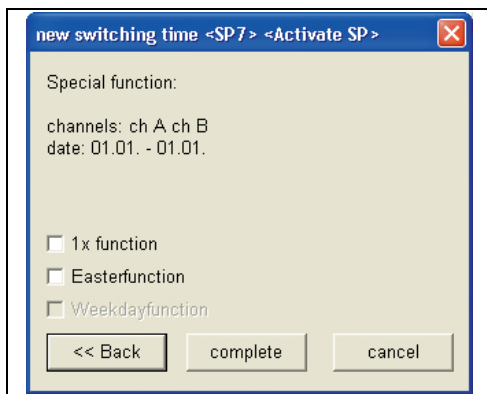 new switching time <SP7> <Activate SP>
Special function:
channels: ch A ch B
date: 01.01. - 01.01.
1x function
Easterfunction
Weekdayfunction
<< Back complete cancel